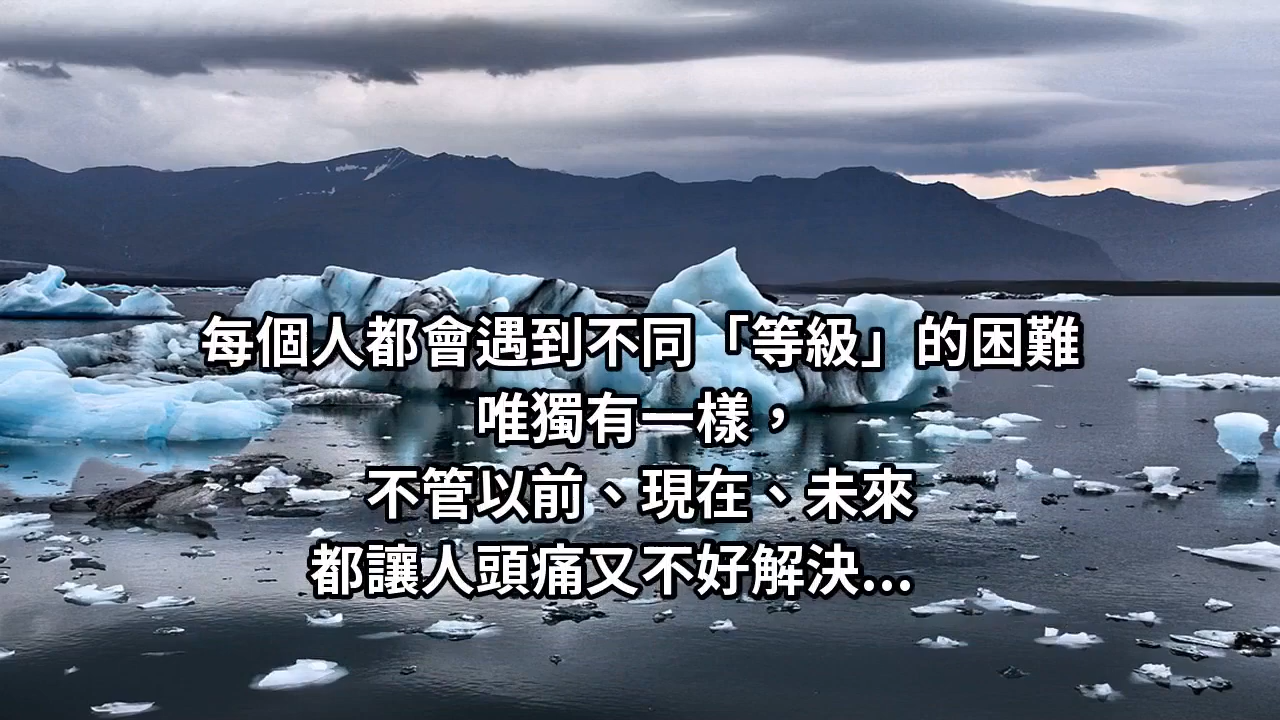 每個人都會遇到不同「等級」的困難
唯獨有一樣，
不管以前、現在、未來
都讓人頭痛又不好解決...